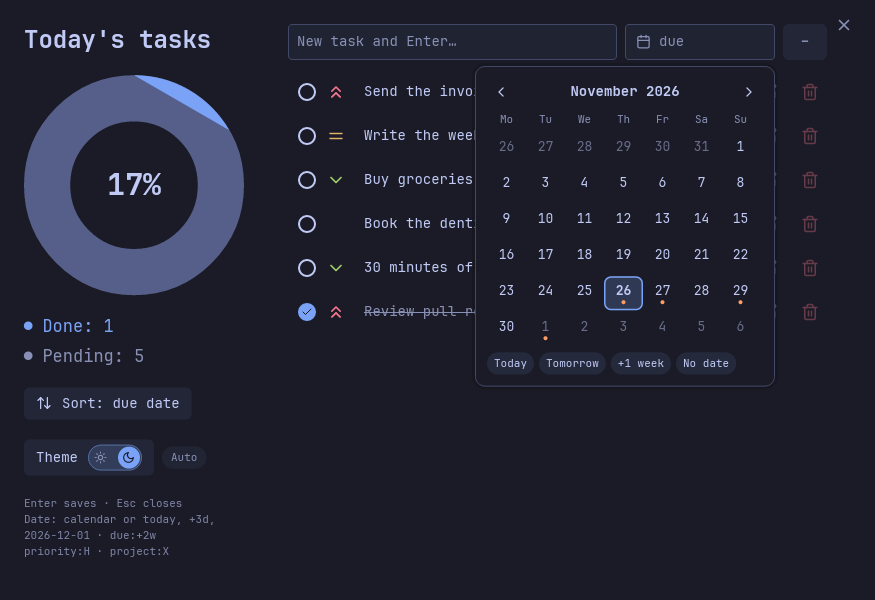 Today's tasks
New task and Enter…
due
-
17%
Done: 1
Pending: 5
Sort: due date
Theme
Auto
Enter saves · Esc closes
Date: calendar or today, +3d,
2026-12-01 · due:+2w
priority:H · project:X
Send the invo
Write the
Buy groceries
Book the
30 minutes of
Review pull
November 2026
Mo Tu We Th Fr Sa Su
26 27 28 29 30 31 1
2 3 4 5 6 7 8
9 10 11 12 13 14 15
16 17 18 19 20 21 22
23 24 25 26 27 28 29
30 1 2 3 4 5 6
Today Tomorrow +1 week No date